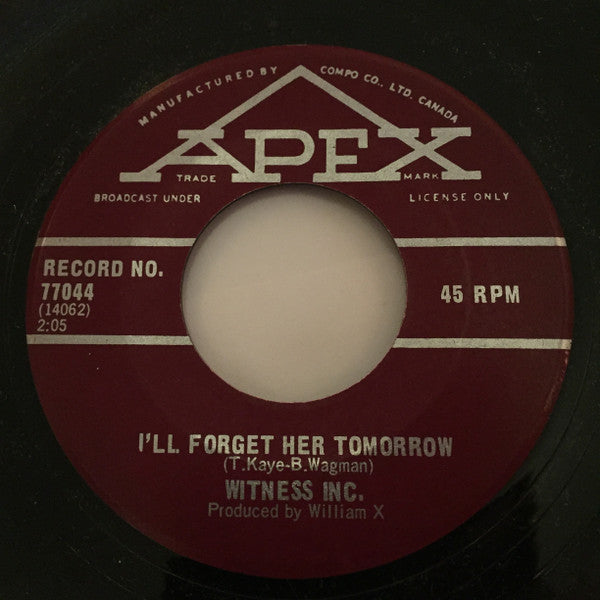 MANUFACTURED BY COMPO CO., LTD. CANADA
APEX
TRADE MARK
BROADCAST UNDER LICENSE ONLY
RECORD NO.
77044
(14062)
2:05
45 RPM
I'LL FORGET HER TOMORROW
(T.Kaye-B.Wagman)
WITNESS INC.
Produced by William X